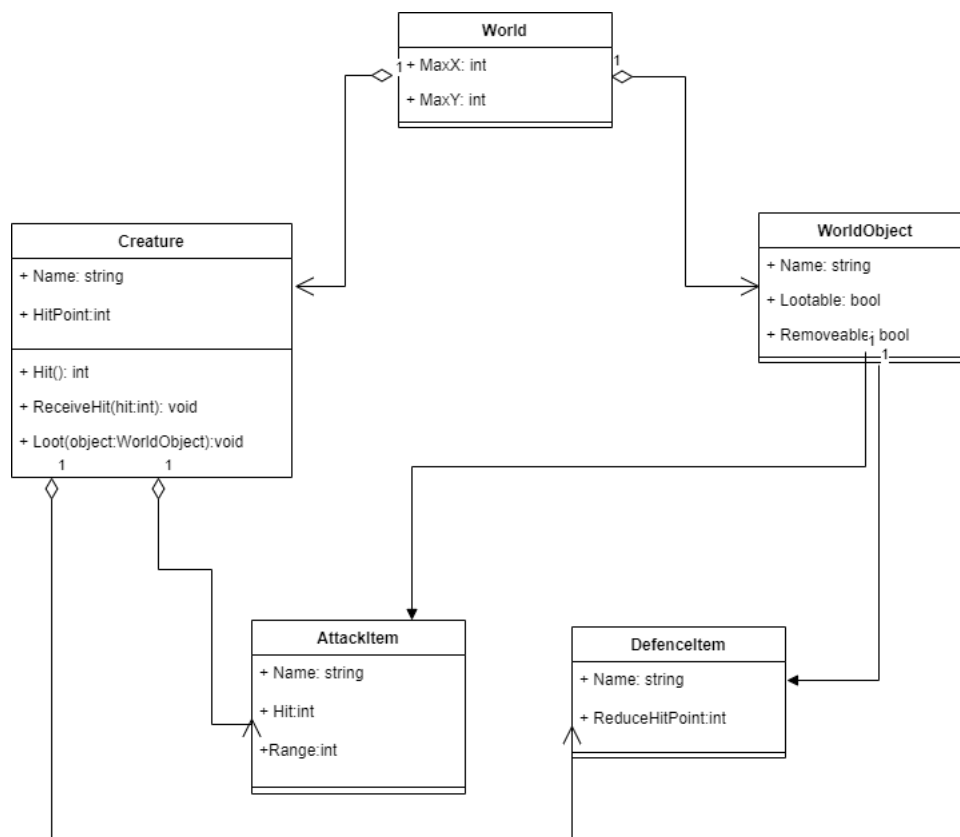 World
1
+ MaxX: int
1
+ MaxY: int
Creature
+ Name: string
+ HitPoint:int
+ Hit(): int
+ ReceiveHit(hit:int): void
+ Loot(object:WorldObject):void
1
1
WorldObject
+ Name: string
+ Lootable: bool
+ Removeable: bool
1
1
AttackItem
+ Name: string
+ Hit:int
+Range:int
DefenceItem
+ Name: string
+ ReduceHitPoint:int